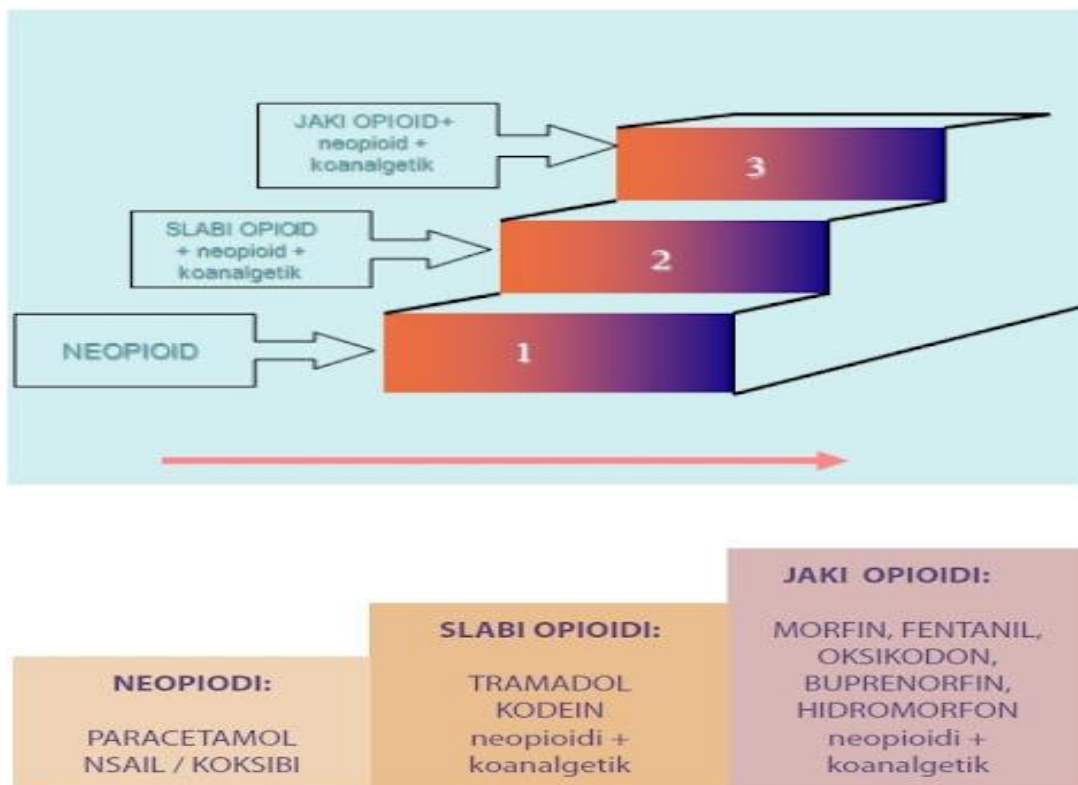 JAKI OPIOID+
neopioid +
koanalgetik
3
SLABI OPIOID
+ neopioid +
koanalgetik
2
NEOPIOID
1
JAKI OPIOIDI:
MORFIN, FENTANIL,
OKSIKODON,
BUPRENORFIN,
HIDROMORFON
neopioidi +
koanalgetik
SLABI OPIOIDI:
TRAMADOL
KODEIN
neopioidi +
koanalgetik
NEOPIODI:
PARACETAMOL
NSAIL / KOKSIBI